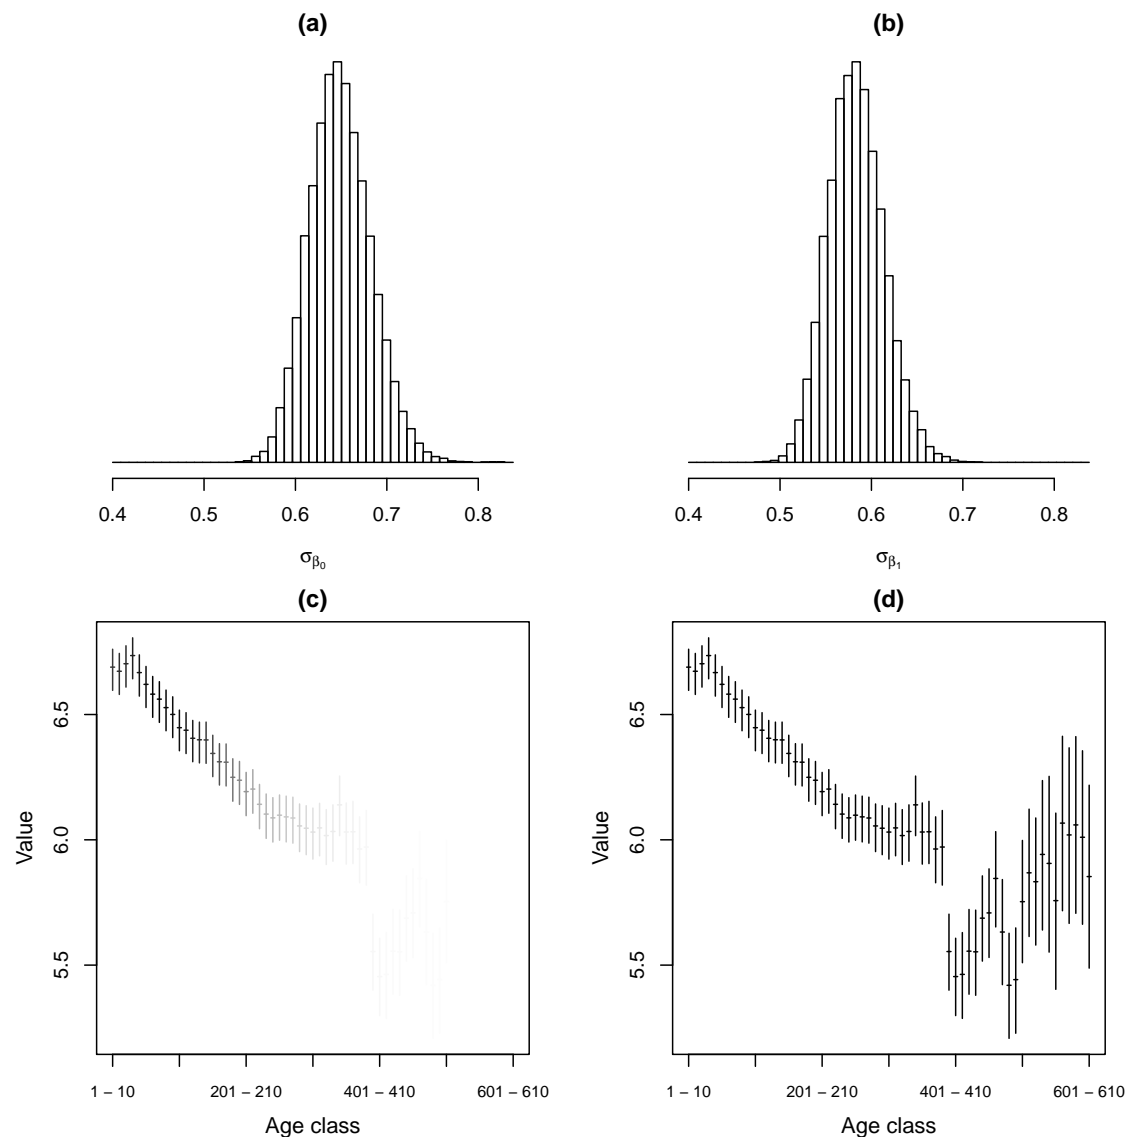 (a)
(b)
0.4 0.5 0.6 0.7 0.8
0.4 0.5 0.6 0.7 0.8
σβ₀
σβ₁
(c)
(d)
Value
6.5
6.0
5.5
1 – 10 201 – 210 401 – 410 601 – 610
Age class
Value
6.5
6.0
5.5
1 – 10 201 – 210 401 – 410 601 – 610
Age class